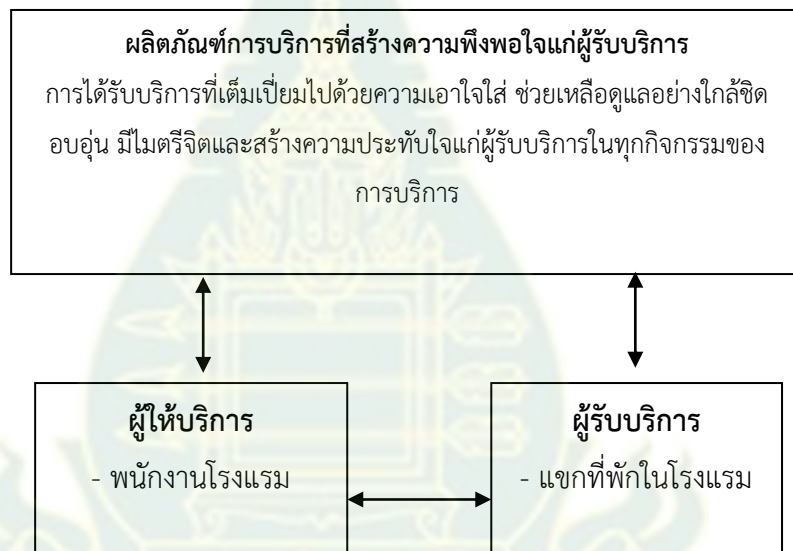 ผลิตภัณฑ์การบริการที่สร้างความพึงพอใจแก่ผู้รับบริการ
การได้รับบริการที่เต็มเปี่ยมไปด้วยความเอาใจใส่ ช่วยเหลือดูแลอย่างใกล้ชิด
อบอุ่น มีไมตรีจิตและสร้างความประทับใจแก่ผู้รับบริการในทุกกิจกรรมของ
การบริการ
ผู้ให้บริการ
- พนักงานโรงแรม
ผู้รับบริการ
- แขกที่พักในโรงแรม